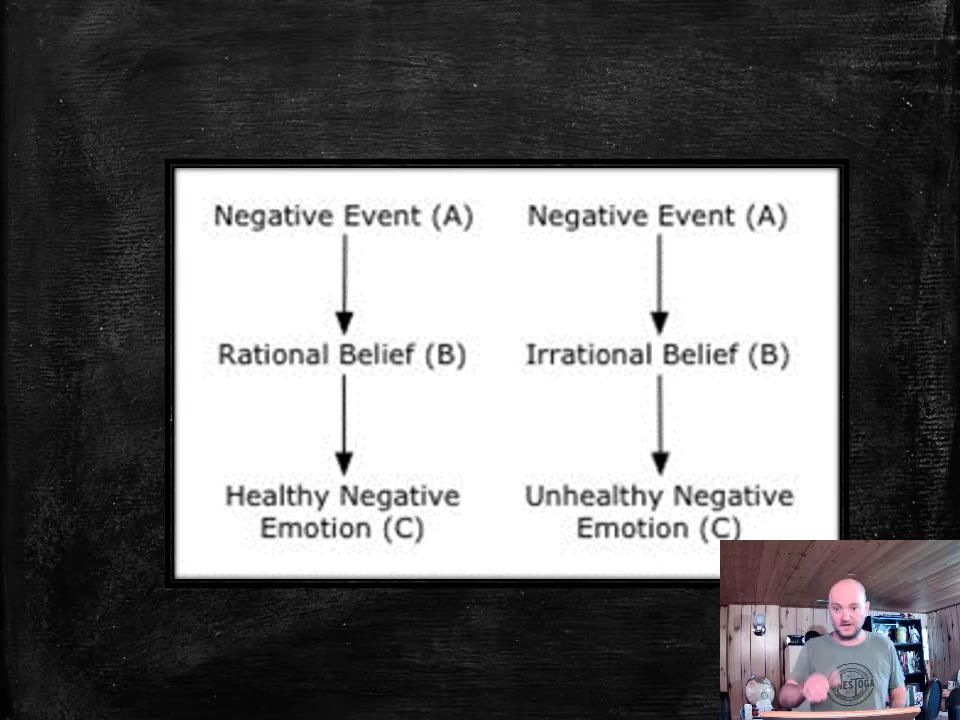 Negative Event (A)
Rational Belief (B)
Healthy Negative
Emotion (C)
Negative Event (A)
Irrational Belief (B)
Unhealthy Negative
Emotion (C)